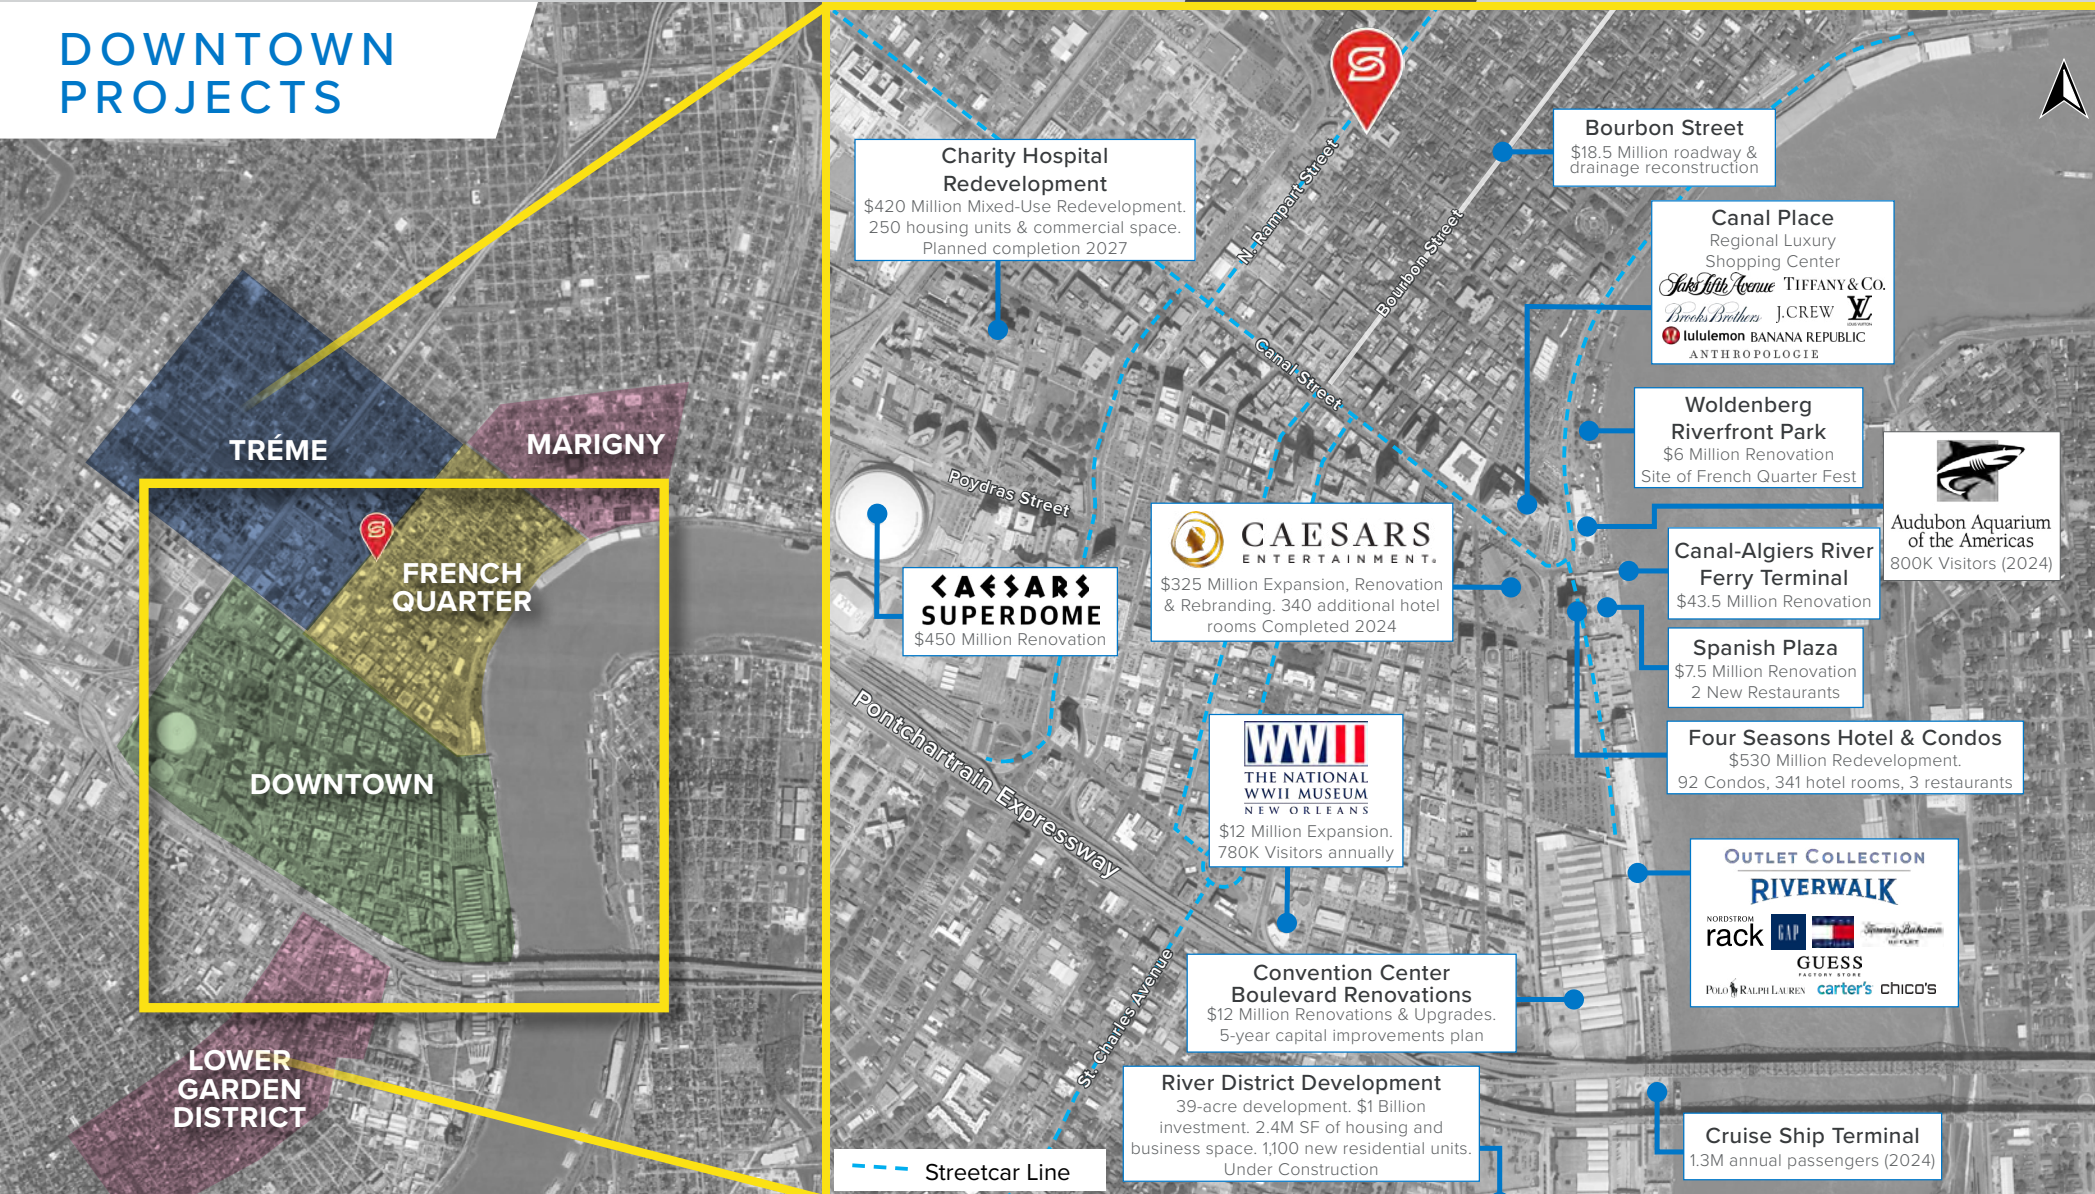 DOWNTOWN
PROJECTS
TRÉME
MARIGNY
FRENCH
QUARTER
DOWNTOWN
LOWER
GARDEN
DISTRICT
Charity Hospital
Redevelopment
$420 Million Mixed-Use Redevelopment.
250 housing units & commercial space.
Planned completion 2027
N. Rampart Street
Bourbon Street
Canal Street
Poydras Street
Pontchartrain Expressway
St. Charles Avenue
Bourbon Street
$18.5 Million roadway &
drainage reconstruction
Canal Place
Regional Luxury
Shopping Center
Saks Fifth Avenue TIFFANY & CO.
Brooks Brothers J.CREW LV
LOUIS VUITTON
lululemon BANANA REPUBLIC
ANTHROPOLOGIE
Woldenberg
Riverfront Park
$6 Million Renovation
Site of French Quarter Fest
Audubon Aquarium
of the Americas
800K Visitors (2024)
Canal-Algiers River
Ferry Terminal
$43.5 Million Renovation
Spanish Plaza
$7.5 Million Renovation
2 New Restaurants
Four Seasons Hotel & Condos
$530 Million Redevelopment.
92 Condos, 341 hotel rooms, 3 restaurants
CAESARS
ENTERTAINMENT.
$325 Million Expansion, Renovation
& Rebranding. 340 additional hotel
rooms Completed 2024
CAESARS
SUPERDOME
$450 Million Renovation
WWII
THE NATIONAL
WWII MUSEUM
NEW ORLEANS
$12 Million Expansion.
780K Visitors annually
OUTLET COLLECTION
RIVERWALK
NORDSTROM
rack GAP Tommy Bahama
OUTLET
GUESS
FACTORY STORE
POLO RALPH LAUREN carter's chico's
Convention Center
Boulevard Renovations
$12 Million Renovations & Upgrades.
5-year capital improvements plan
River District Development
39-acre development. $1 Billion
investment. 2.4M SF of housing and
business space. 1,100 new residential units.
Under Construction
Cruise Ship Terminal
1.3M annual passengers (2024)
Streetcar Line